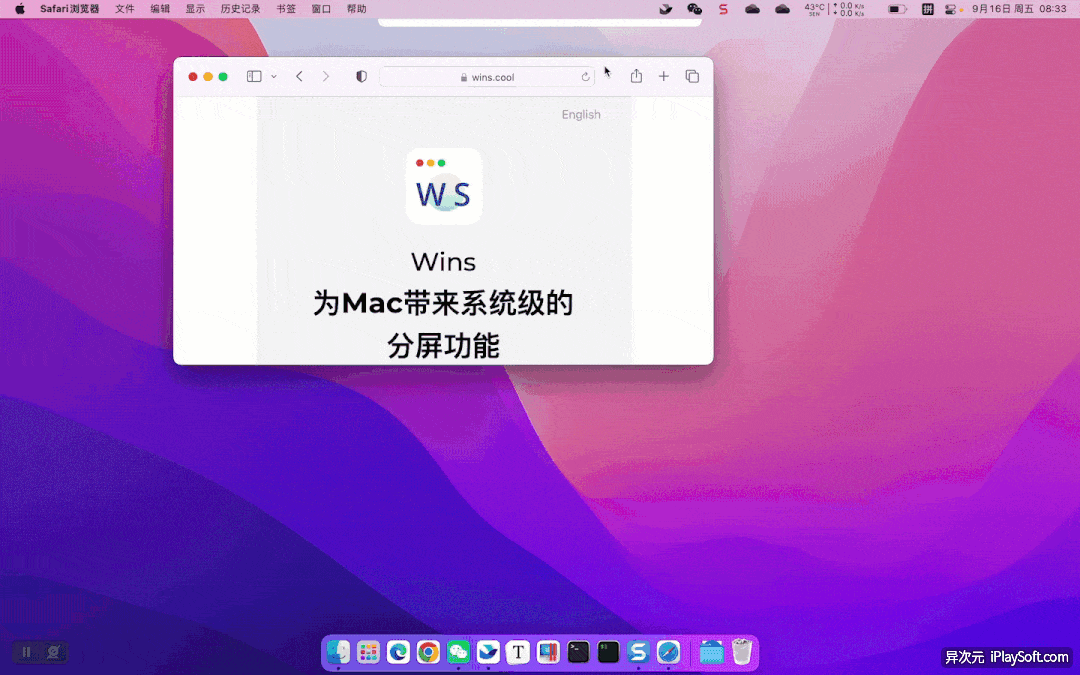 Safari浏览器 文件 编辑 显示 历史记录 书签 窗口 帮助 S 43°C SEN 0.0 K/s 0.0 K/s 拼 9月16日 周五 08:33
wins.cool
English
W S
Wins
为Mac带来系统级的
分屏功能
T S
异次元 iPlaySoft.com